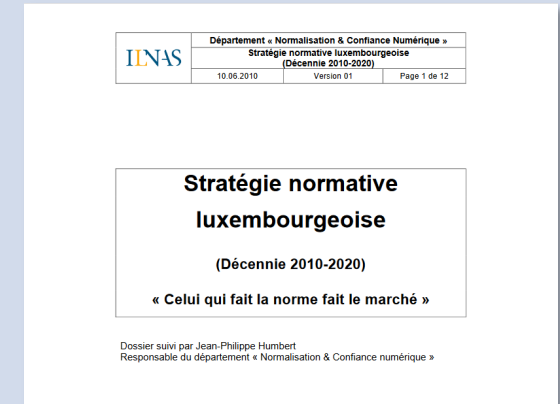 ILNAS
Département « Normalisation & Confiance Numérique »
Stratégie normative luxembourgeoise
(Décennie 2010-2020)
10.06.2010 Version 01 Page 1 de 12
Stratégie normative
luxembourgeoise
(Décennie 2010-2020)
« Celui qui fait la norme fait le marché »
Dossier suivi par Jean-Philippe Humbert
Responsable du département « Normalisation & Confiance numérique »